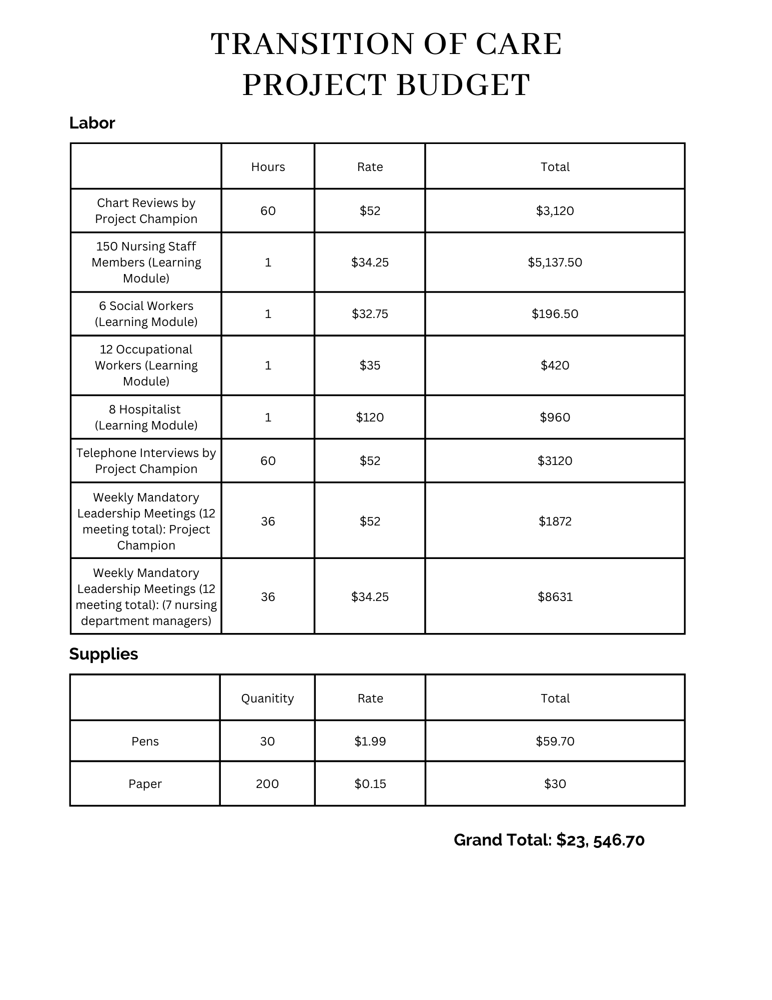 TRANSITION OF CARE
PROJECT BUDGET
Labor
Hours
Rate
Total
Chart Reviews by
Project Champion
60
$52
$3,120
150 Nursing Staff
Members (Learning
Module)
1
$34.25
$5,137.50
6 Social Workers
(Learning Module)
1
$32.75
$196.50
12 Occupational
Workers (Learning
Module)
1
$35
$420
8 Hospitalist
(Learning Module)
1
$120
$960
Telephone Interviews by
Project Champion
60
$52
$3120
Weekly Mandatory
Leadership Meetings (12
meeting total): Project
Champion
36
$52
$1872
Weekly Mandatory
Leadership Meetings (12
meeting total): (7 nursing
department managers)
36
$34.25
$8631
Supplies
Quanitity
Rate
Total
Pens
30
$1.99
$59.70
Paper
200
$0.15
$30
Grand Total: $23, 546.70